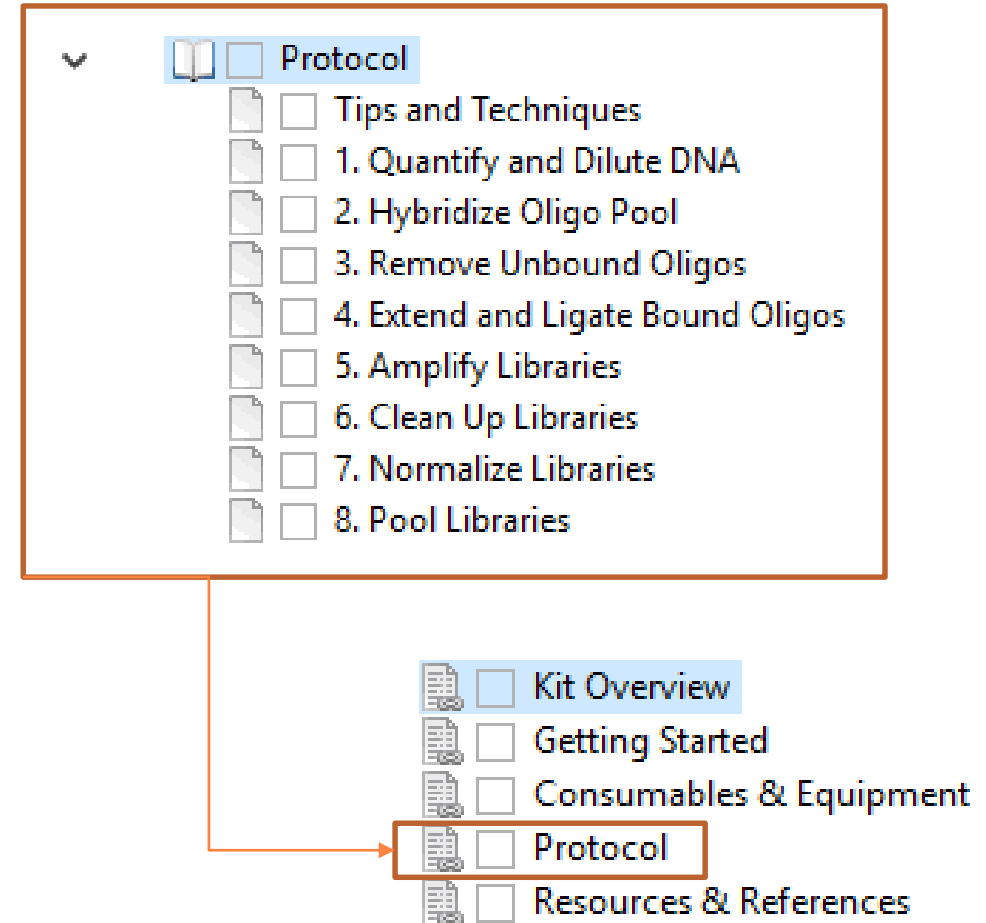 Protocol
Tips and Techniques
1. Quantify and Dilute DNA
2. Hybridize Oligo Pool
3. Remove Unbound Oligos
4. Extend and Ligate Bound Oligos
5. Amplify Libraries
6. Clean Up Libraries
7. Normalize Libraries
8. Pool Libraries
Kit Overview
Getting Started
Consumables & Equipment
Protocol
Resources & References